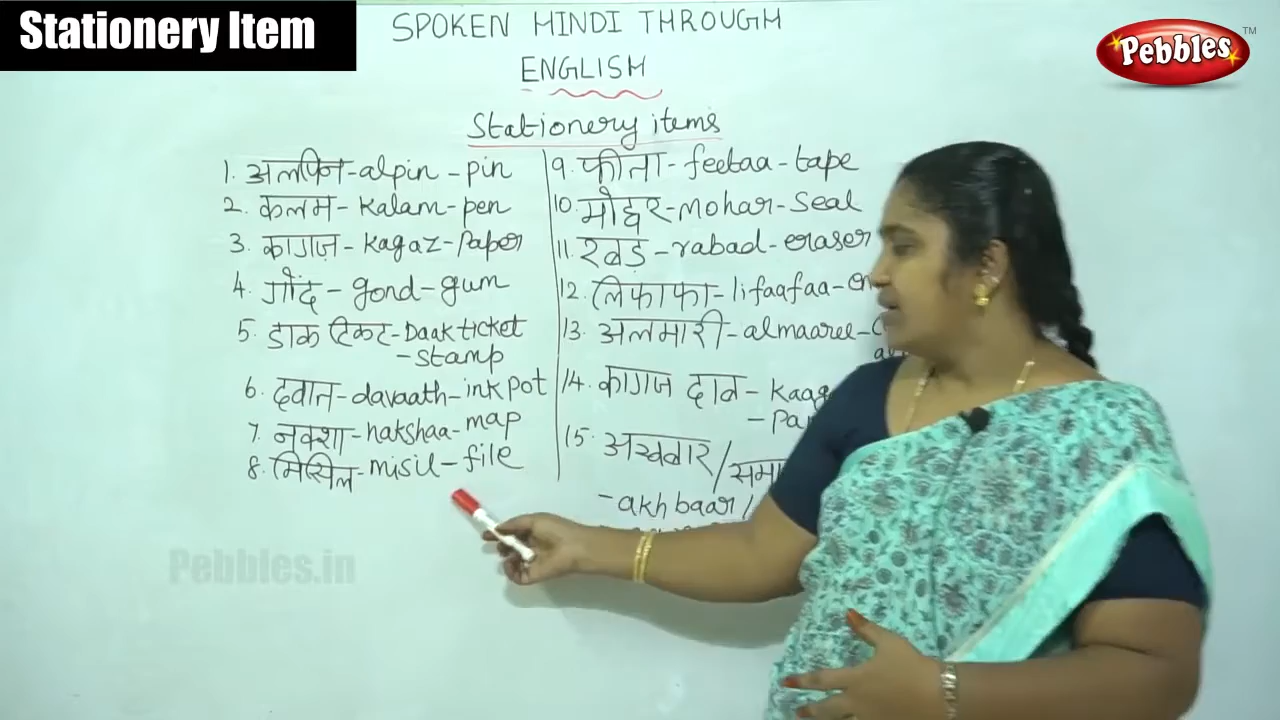 Stationery Item
SPOKEN HINDI THROUGH
ENGLISH
Pebbles TM
Stationery items
1. अलपिन - alpin - pin
2. कलम - Kalam - pen
3. कागज़ - Kagaz - Paper
4. गोंद - gond - gum
5. डाक टिकट - Daak ticket
- stamp
6. दवात - davaath - ink pot
7. नक्शा - nakshaa - map
8. मिसिल - misil - file
9. फीता - feetaa - tape
10. मोहर - mohar - Seal
11. रबड़ - rabad - eraser
12. लिफाफा - lifaafaa -
13. अलमारी - almaaree -
14. कागज दाब -
15. अखबार /
- akhbaar /
Pebbles.in